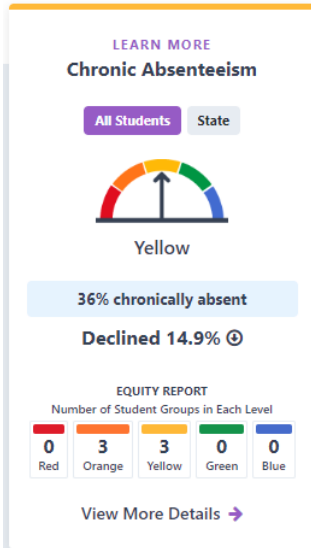 LEARN MORE
Chronic Absenteeism
All Students State
Yellow
36% chronically absent
Declined 14.9%
EQUITY REPORT
Number of Student Groups in Each Level
0 3 3 0 0
Red Orange Yellow Green Blue
View More Details